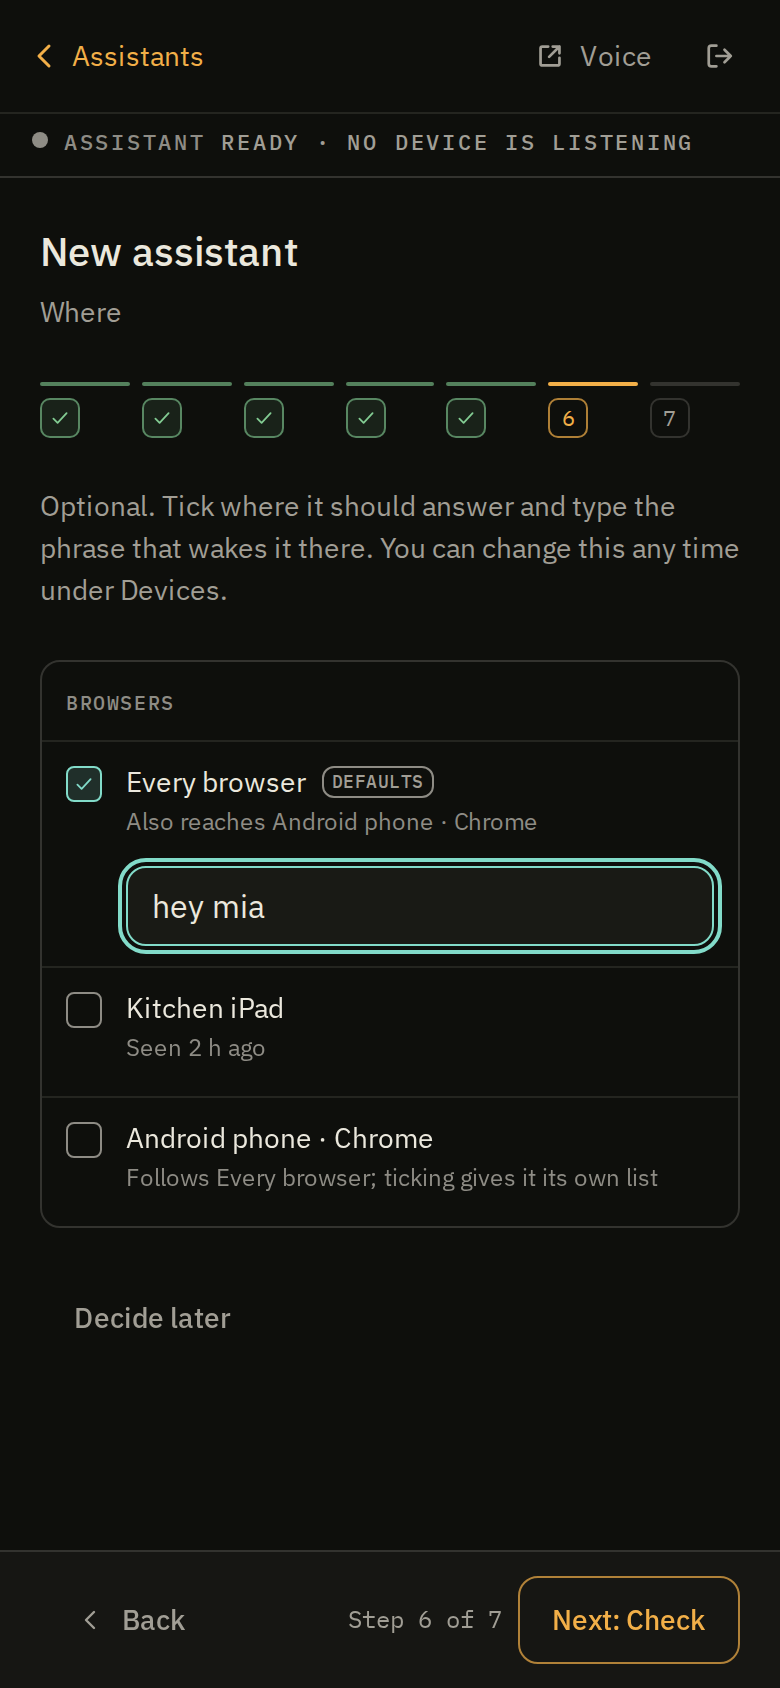 Assistants
Voice
ASSISTANT READY · NO DEVICE IS LISTENING
New assistant
Where
6
7
Optional. Tick where it should answer and type the
phrase that wakes it there. You can change this any time
under Devices.
BROWSERS
Every browser DEFAULTS
Also reaches Android phone · Chrome
hey mia
Kitchen iPad
Seen 2 h ago
Android phone · Chrome
Follows Every browser; ticking gives it its own list
Decide later
Back
Step 6 of 7
Next: Check